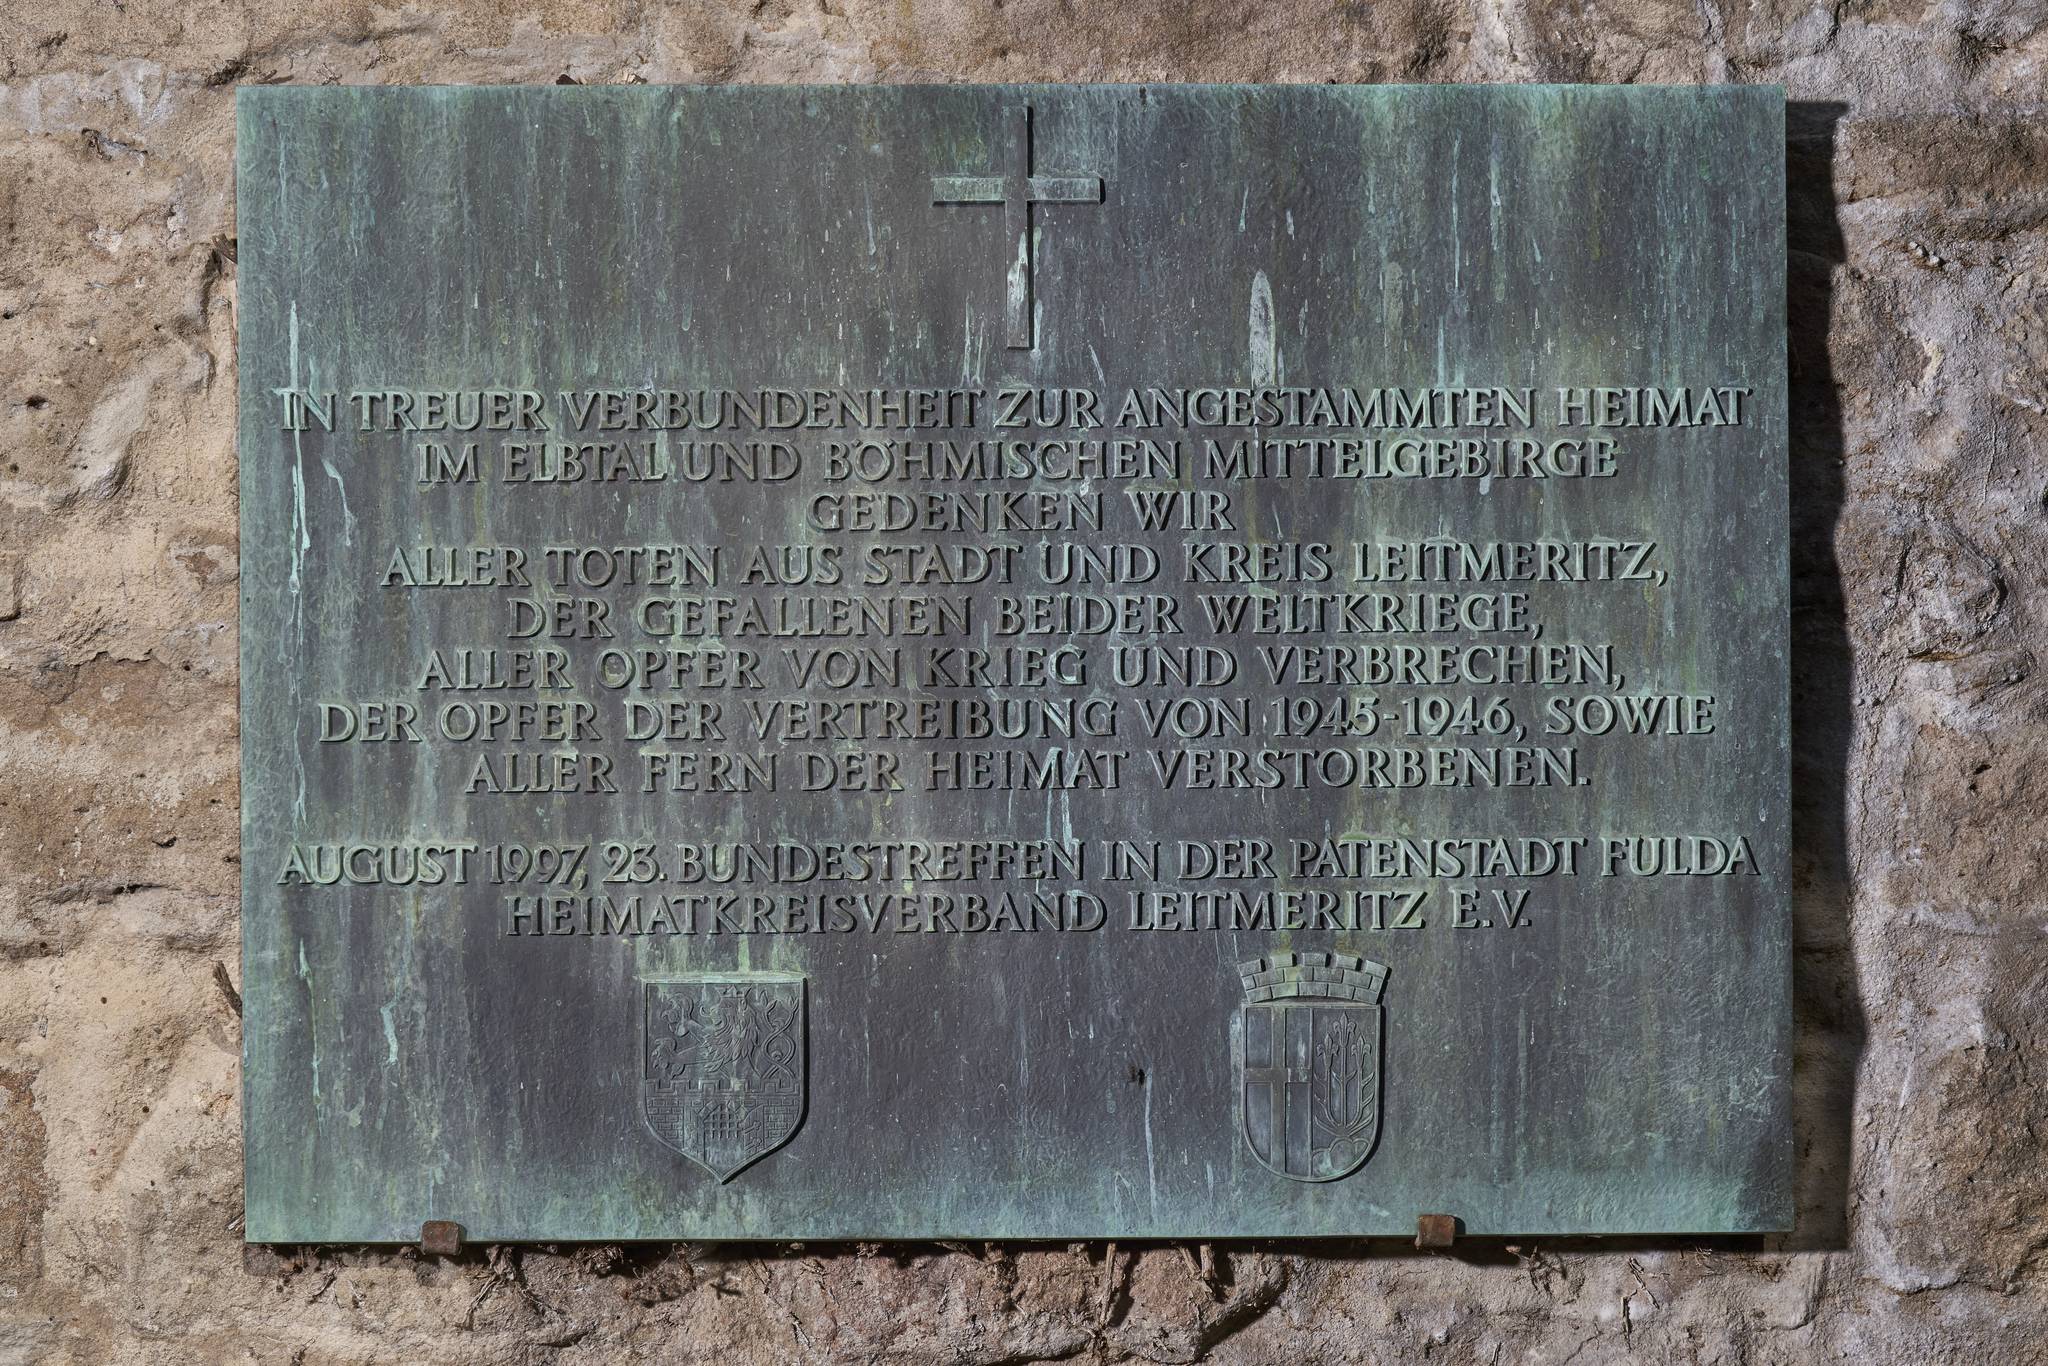 IN TREUER VERBUNDENHEIT ZUR ANGESTAMMTEN HEIMAT
IM ELBTAL UND BÖHMISCHEN MITTELGEBIRGE
GEDENKEN WIR
ALLER TOTEN AUS STADT UND KREIS LEITMERITZ,
DER GEFALLENEN BEIDER WELTKRIEGE,
ALLER OPFER VON KRIEG UND VERBRECHEN,
DER OPFER DER VERTREIBUNG VON 1945-1946, SOWIE
ALLER FERN DER HEIMAT VERSTORBENEN.
AUGUST 1997, 23. BUNDESTREFFEN IN DER PATENSTADT FULDA
HEIMATKREISVERBAND LEITMERITZ E.V.